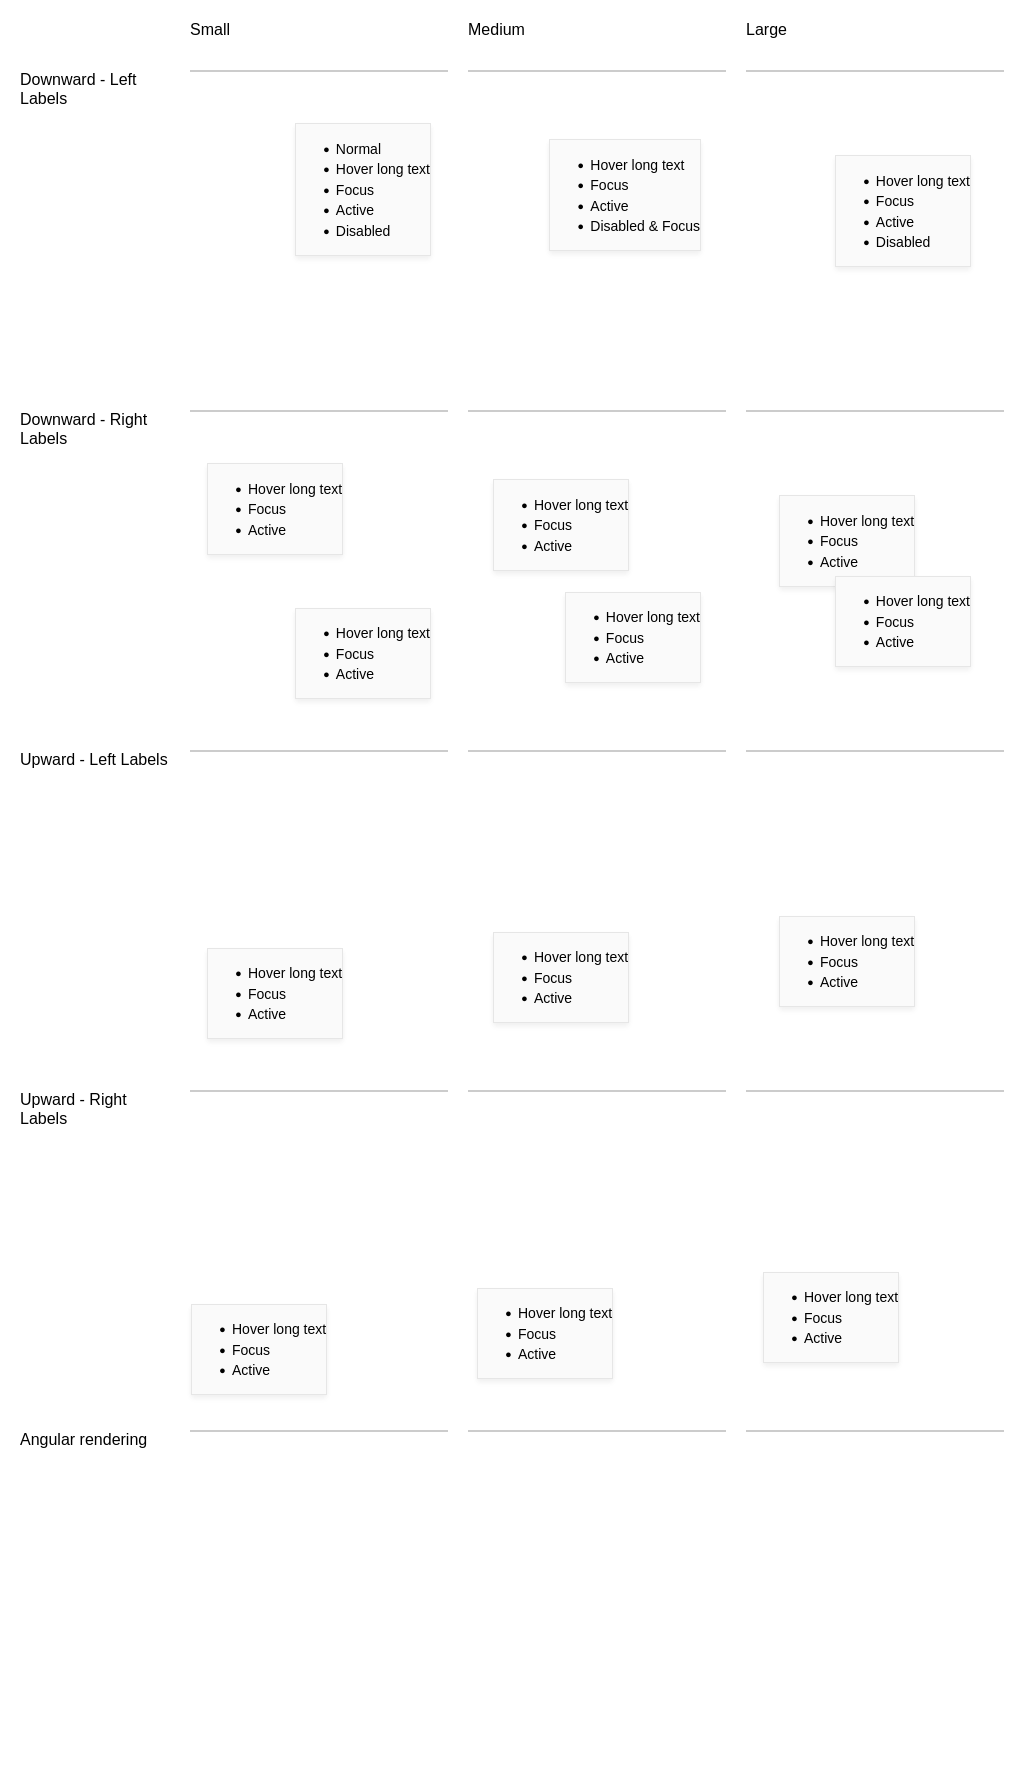 Small
Medium
Large
Downward - Left
Labels
Normal
Hover long text
Focus
Active
Disabled
Hover long text
Focus
Active
Disabled & Focus
Hover long text
Focus
Active
Disabled
Downward - Right
Labels
Hover long text
Focus
Active
Hover long text
Focus
Active
Hover long text
Focus
Active
Hover long text
Focus
Active
Hover long text
Focus
Active
Hover long text
Focus
Active
Upward - Left Labels
Hover long text
Focus
Active
Hover long text
Focus
Active
Hover long text
Focus
Active
Upward - Right
Labels
Hover long text
Focus
Active
Hover long text
Focus
Active
Hover long text
Focus
Active
Angular rendering